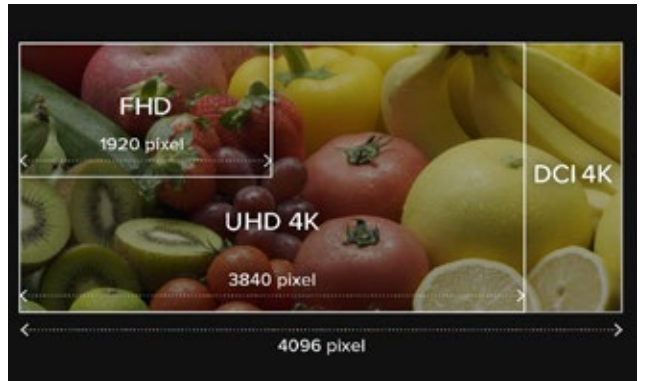 FHD
1920 pixel
DCI 4K
UHD 4K
3840 pixel
4096 pixel